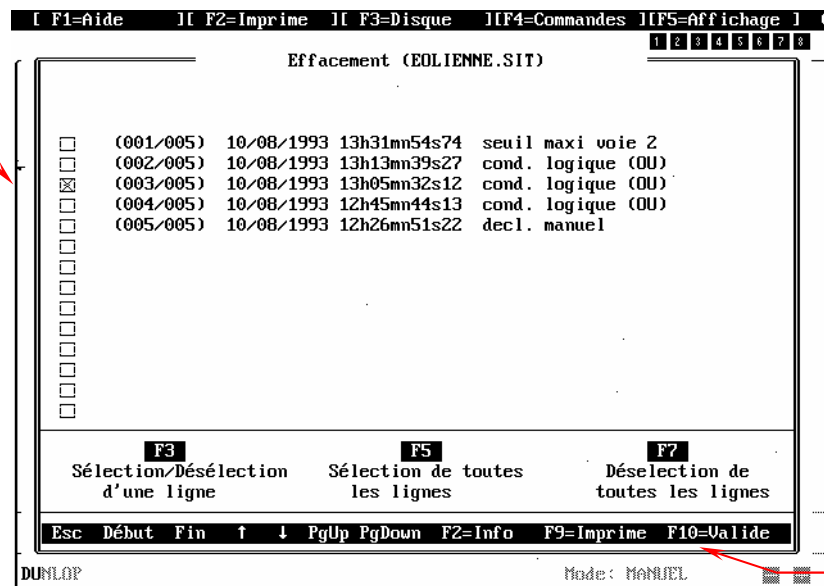 [ F1=Aide ][ F2=Imprime ][ F3=Disque ][F4=Commandes ][F5=Affichage ]
1 2 3 4 5 6 7 8
Effacement (EOLIENNE.SIT)
(001/005) 10/08/1993 13h31mn54s74 seuil maxi voie 2
(002/005) 10/08/1993 13h13mn39s27 cond. logique (OU)
(003/005) 10/08/1993 13h05mn32s12 cond. logique (OU)
(004/005) 10/08/1993 12h45mn44s13 cond. logique (OU)
(005/005) 10/08/1993 12h26mn51s22 decl. manuel
F3 F5 F7
Sélection/Désélection Sélection de toutes Déselection de
d'une ligne les lignes toutes les lignes
Esc Début Fin ↑ ↓ PgUp PgDown F2=Info F9=Imprime F10=Valide
DUNLOP Mode: MANUEL